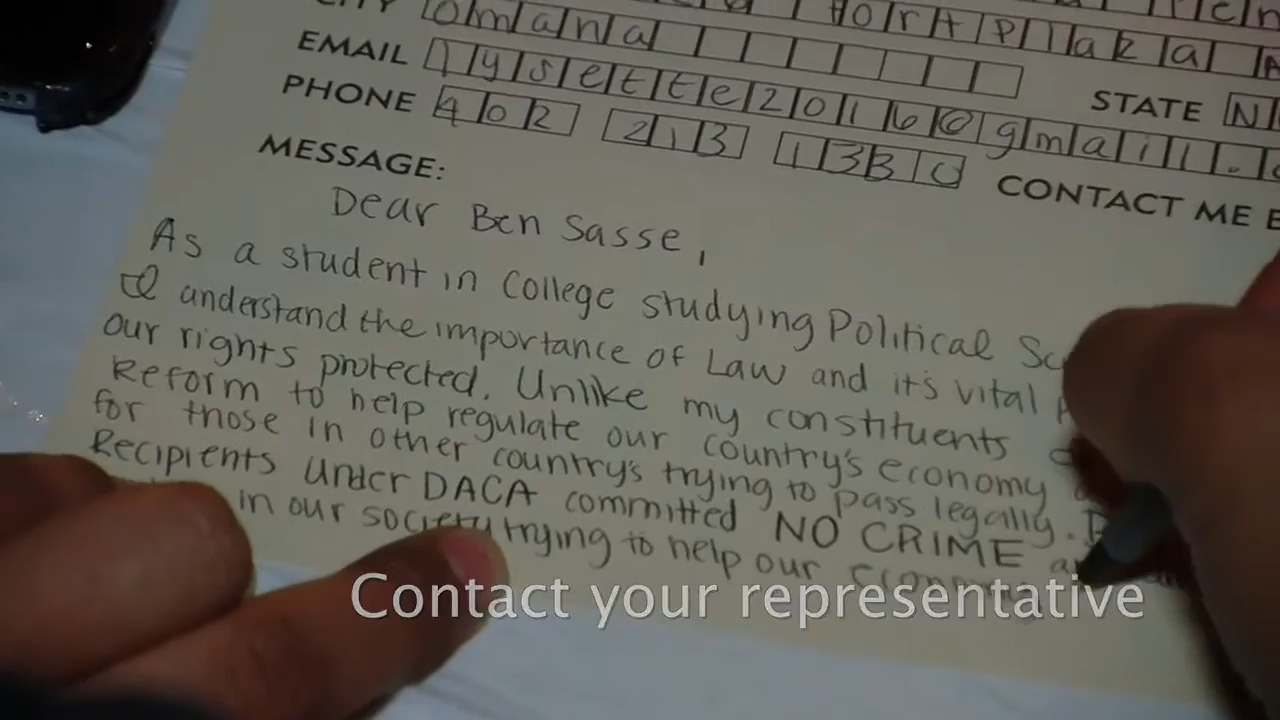 CITY Omaha
EMAIL lysette2016@gmail.
STATE N
PHONE 402 213 13
CONTACT ME
MESSAGE:
Dear Ben Sasse,
As a student in College studying Political
I understand the importance of Law and it's vital
our rights protected. Unlike my constituents
Reform to help regulate our country's economy
for those in other country's trying to pass legally.
Recipients under DACA committed NO CRIME
in our society trying to help our
Contact your representative